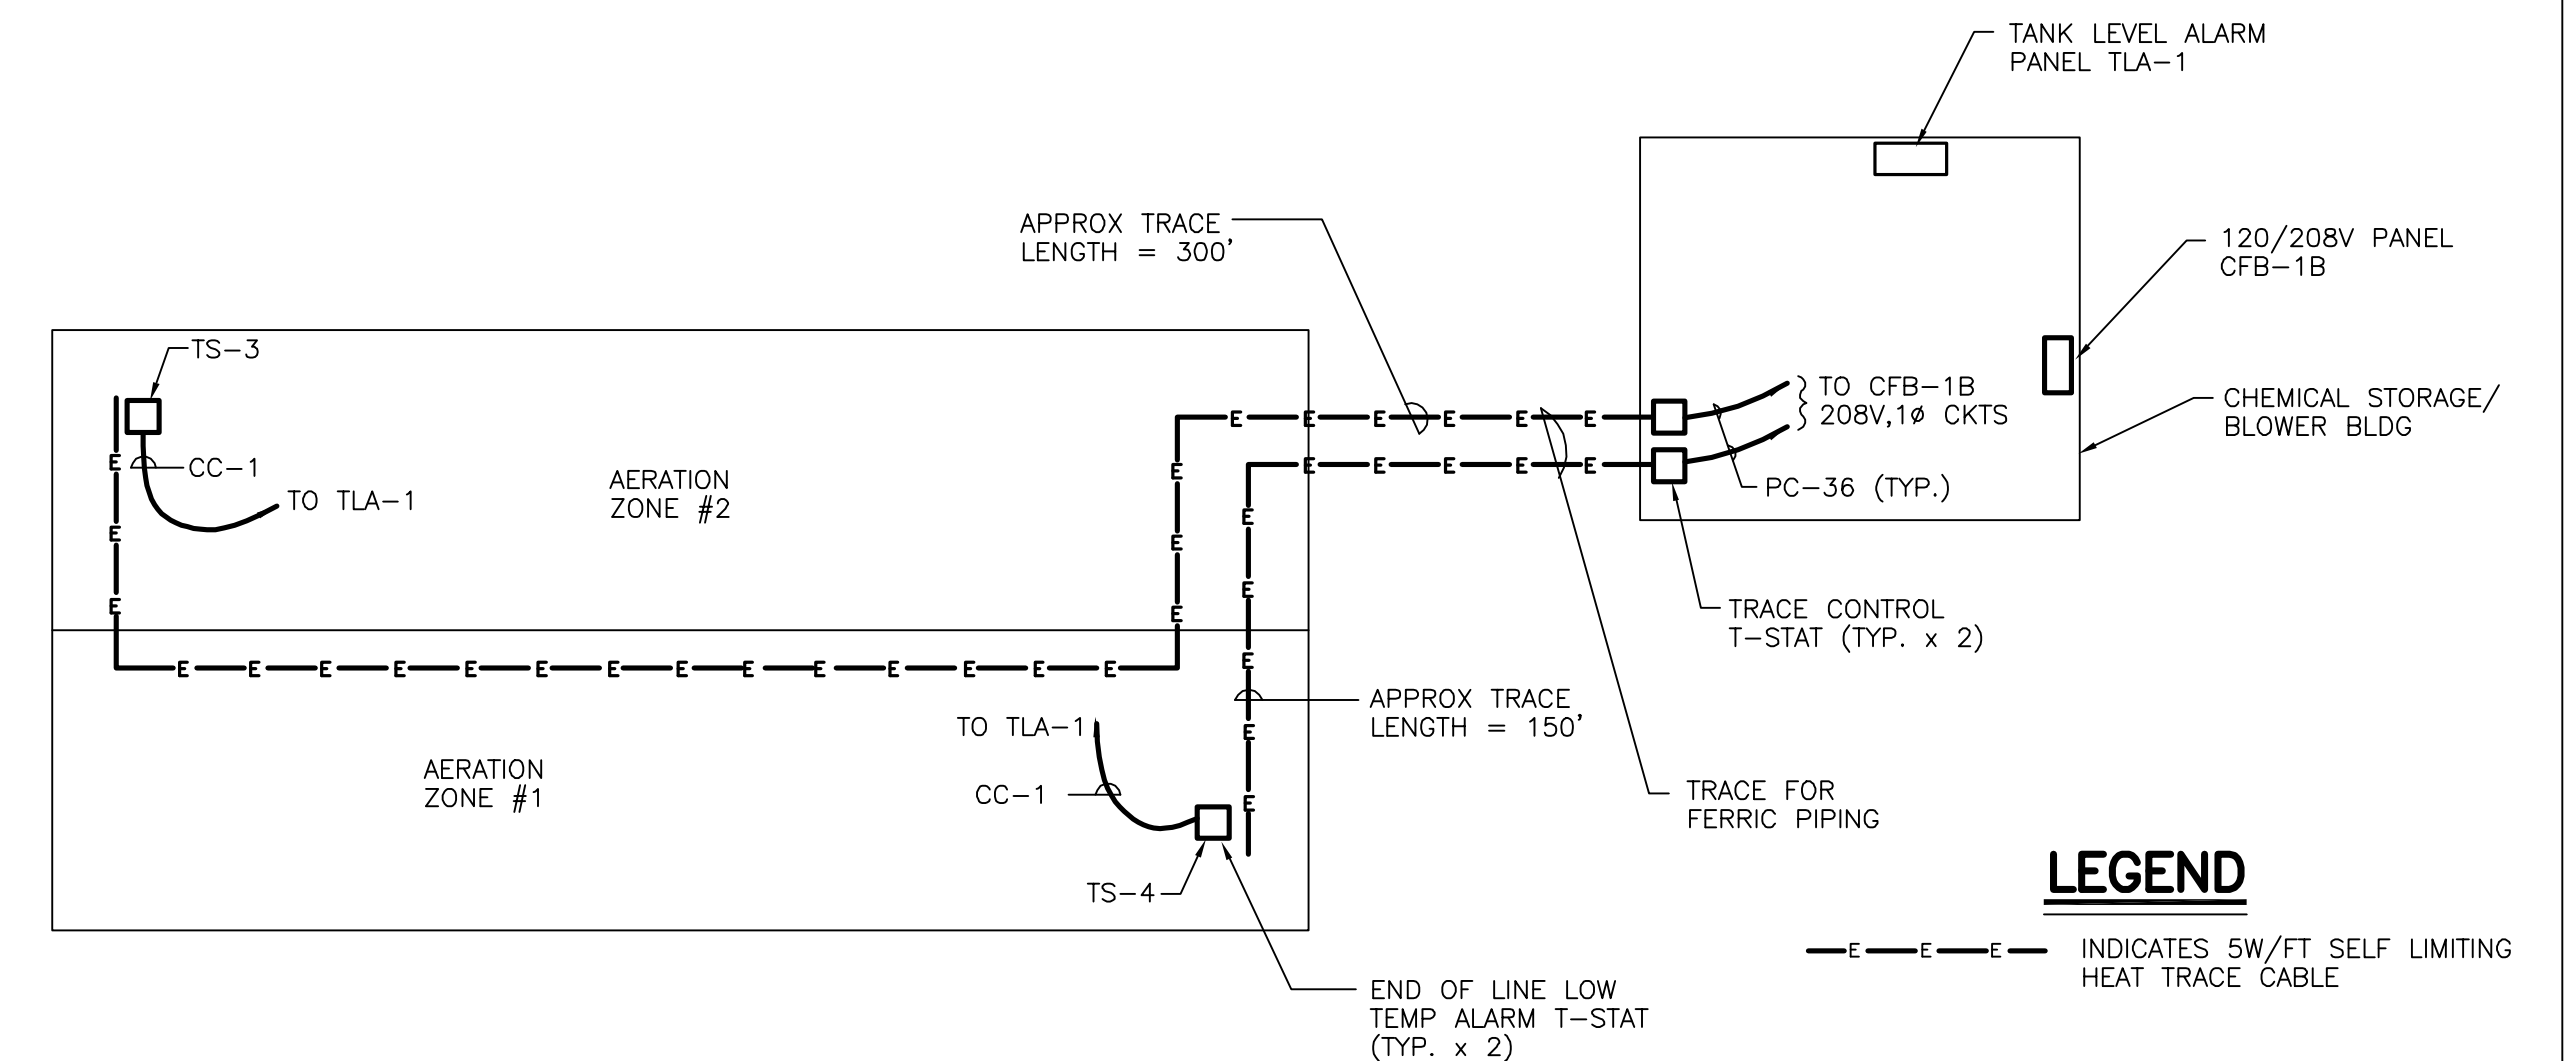 TANK LEVEL ALARM
PANEL TLA-1
APPROX TRACE
LENGTH = 300'
120/208V PANEL
CFB-1B
TS-3
TO CFB-1B
208V,1ø CKTS
CHEMICAL STORAGE/
BLOWER BLDG
CC-1
TO TLA-1
AERATION
ZONE #2
PC-36 (TYP.)
E E E E E E
E E E E E
E
E
E
E
E
E
E E E E E E E E E E E E E E
E
E
E
E
E
TRACE CONTROL
T-STAT (TYP. x 2)
APPROX TRACE
LENGTH = 150'
TO TLA-1
AERATION
ZONE #1
CC-1
TRACE FOR
FERRIC PIPING
TS-4
LEGEND
E E E
INDICATES 5W/FT SELF LIMITING
HEAT TRACE CABLE
END OF LINE LOW
TEMP ALARM T-STAT
(TYP. x 2)